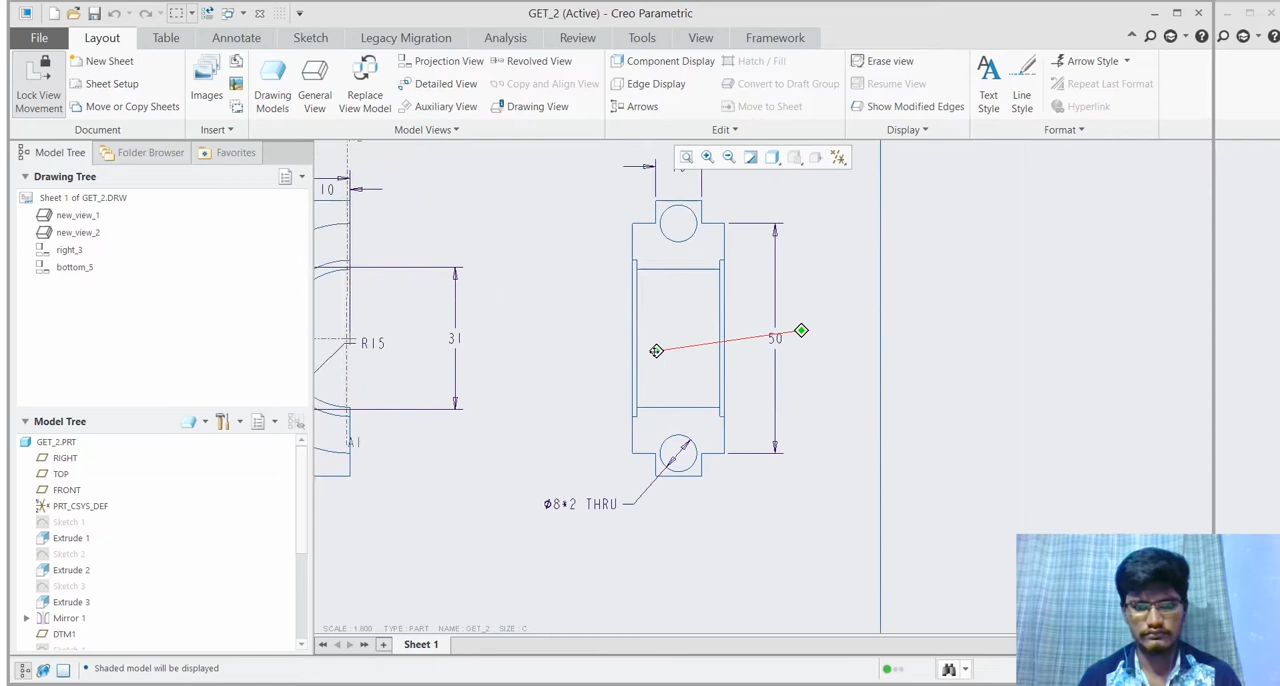 GET_2 (Active) - Creo Parametric
File Layout Table Annotate Sketch Legacy Migration Analysis Review Tools View Framework
Lock View Movement
New Sheet
Sheet Setup
Move or Copy Sheets
Document
Images
Insert
Drawing Models
General View
Replace View Model
Projection View
Detailed View
Auxiliary View
Revolved View
Copy and Align View
Drawing View
Model Views
Component Display
Edge Display
Arrows
Hatch / Fill
Convert to Draft Group
Move to Sheet
Edit
Erase view
Resume View
Show Modified Edges
Display
Text Style
Line Style
Arrow Style
Repeat Last Format
Hyperlink
Format
Model Tree Folder Browser Favorites
Drawing Tree
Sheet 1 of GET_2.DRW
new_view_1
new_view_2
right_3
bottom_5
Model Tree
GET_2.PRT
RIGHT
TOP
FRONT
PRT_CSYS_DEF
Sketch 1
Extrude 1
Sketch 2
Extrude 2
Sketch 3
Extrude 3
Mirror 1
DTM1
10
31
R15
A1
50
Ø8*2 THRU
SCALE : 1.800 TYPE : PART NAME : GET_2 SIZE : C
Sheet 1
Shaded model will be displayed